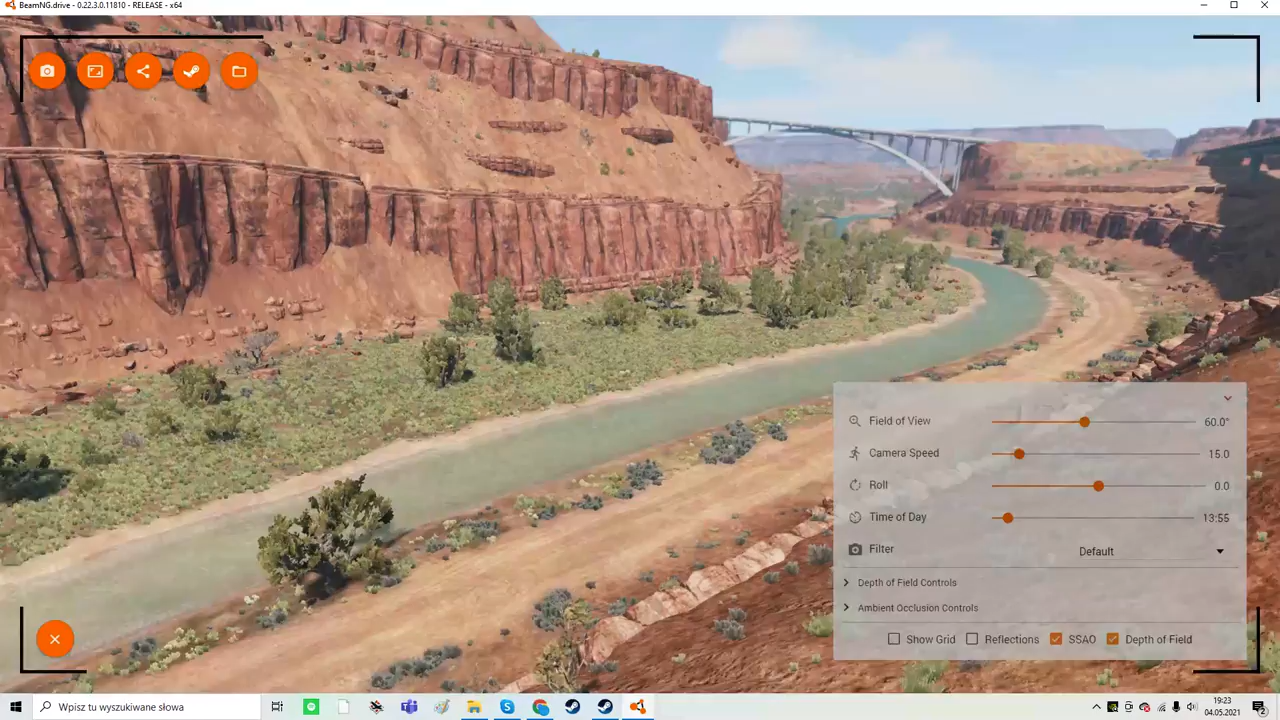 BeamNG.drive - 0.22.3.0.11810 - RELEASE - x64
Field of View 60.0°
Camera Speed 15.0
Roll 0.0
Time of Day 13:55
Filter Default
Depth of Field Controls
Ambient Occlusion Controls
Show Grid Reflections SSAO Depth of Field
Wpisz tu wyszukiwane słowa
19:23
04.05.2021
2